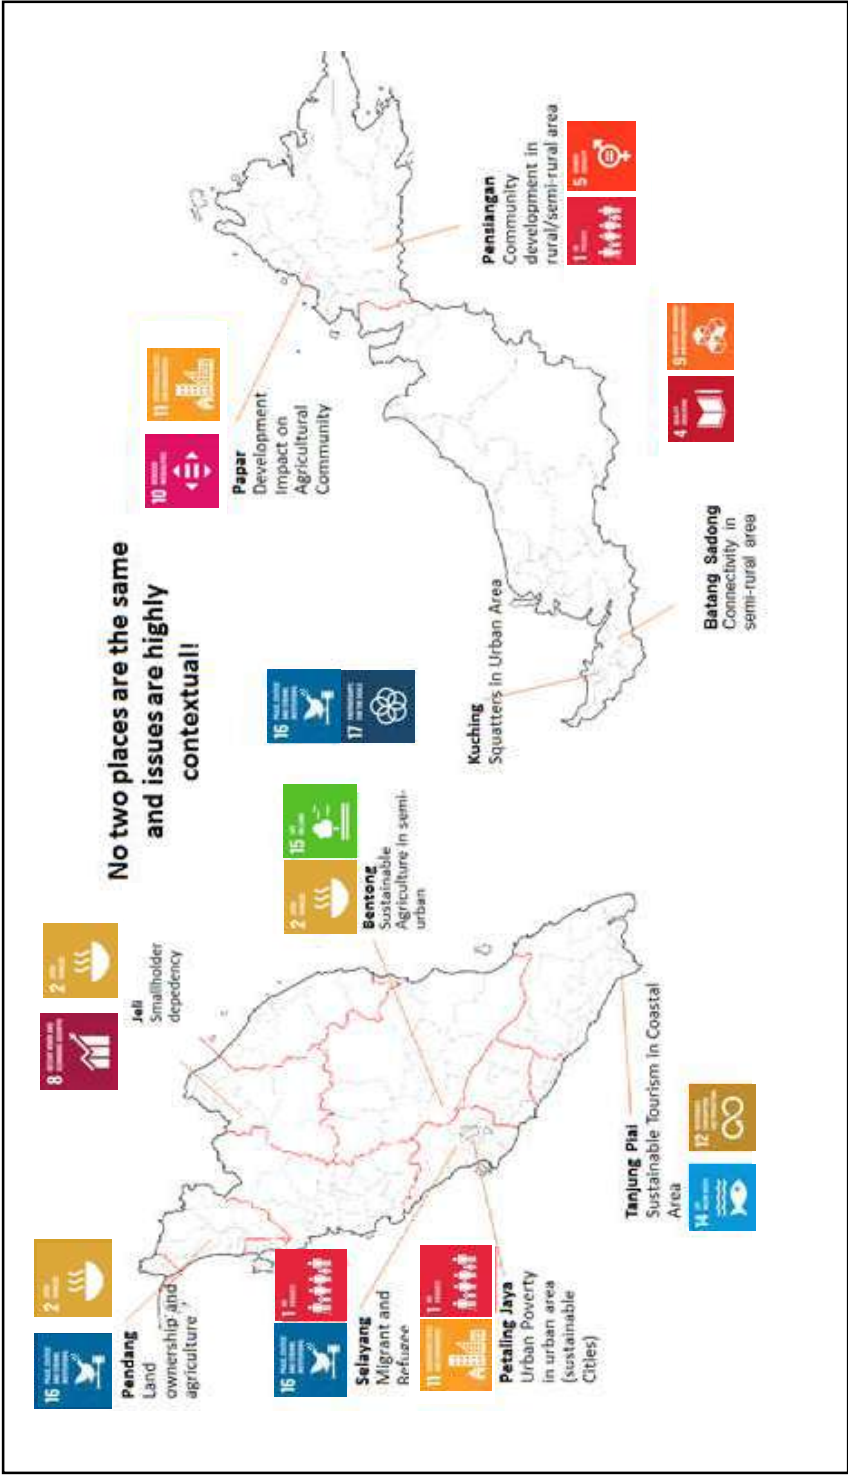 No two places are the same
and issues are highly
contextual!
16
2
Pendang
Land
ownership and
agriculture
8
2
Jeli
Smallholder
depedency
16
1
Selayang
Migrant and
Refugee
11
1
Petaling Jaya
Urban Poverty
in urban area
(sustainable
Cities)
2
15
Bentong
Sustainable
Agriculture in semi-
urban
Tanjung Piai
Sustainable Tourism in Coastal
Area
14
12
16
17
Kuching
Squatters in Urban Area
10
11
Papar
Development
Impact on
Agricultural
Community
Pensiangan
Community
development in
rural/semi-rural area
1
5
4
9
Batang Sadong
Connectivity in
semi-rural area